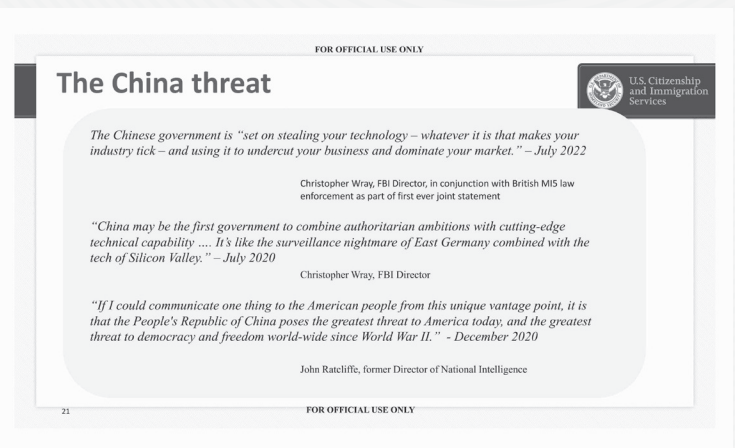 FOR OFFICIAL USE ONLY
The China threat
U.S. Citizenship
and Immigration
Services
The Chinese government is “set on stealing your technology – whatever it is that makes your
industry tick – and using it to undercut your business and dominate your market.” – July 2022
Christopher Wray, FBI Director, in conjunction with British MI5 law
enforcement as part of first ever joint statement
“China may be the first government to combine authoritarian ambitions with cutting-edge
technical capability .... It’s like the surveillance nightmare of East Germany combined with the
tech of Silicon Valley.” – July 2020
Christopher Wray, FBI Director
“If I could communicate one thing to the American people from this unique vantage point, it is
that the People's Republic of China poses the greatest threat to America today, and the greatest
threat to democracy and freedom world-wide since World War II.” - December 2020
John Ratcliffe, former Director of National Intelligence
21
FOR OFFICIAL USE ONLY